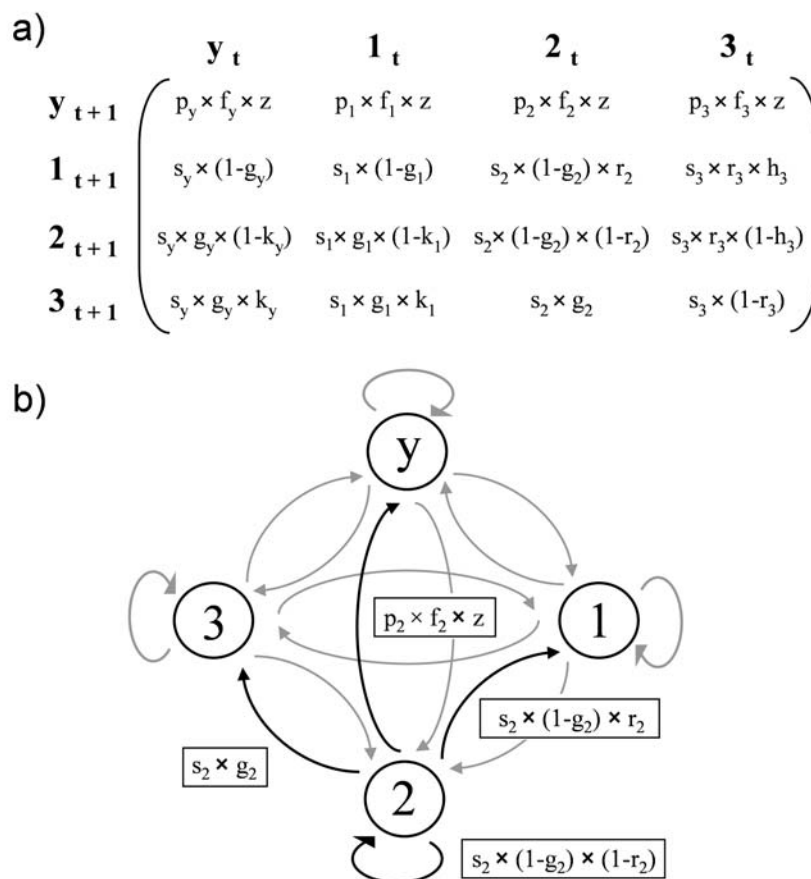 a)
y t 1 t 2 t 3 t
y t+1 p_y × f_y × z p_1 × f_1 × z p_2 × f_2 × z p_3 × f_3 × z
1 t+1 s_y × (1-g_y) s_1 × (1-g_1) s_2 × (1-g_2) × r_2 s_3 × r_3 × h_3
2 t+1 s_y × g_y × (1-k_y) s_1 × g_1 × (1-k_1) s_2 × (1-g_2) × (1-r_2) s_3 × r_3 × (1-h_3)
3 t+1 s_y × g_y × k_y s_1 × g_1 × k_1 s_2 × g_2 s_3 × (1-r_3)
b)
y
3
p_2 × f_2 × z
1
s_2 × (1-g_2) × r_2
s_2 × g_2
2
s_2 × (1-g_2) × (1-r_2)